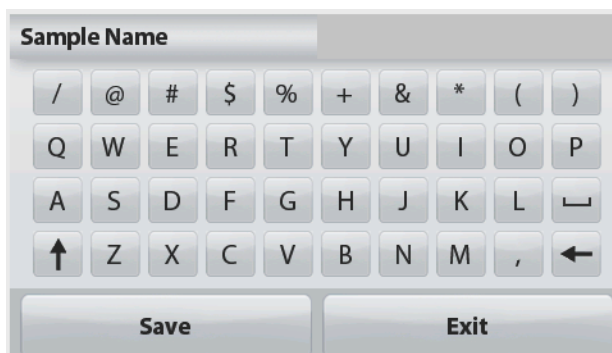 Sample Name
/ @ # $ % + & * ( )
Q W E R T Y U I O P
A S D F G H J K L
Z X C V B N M ,
Save Exit